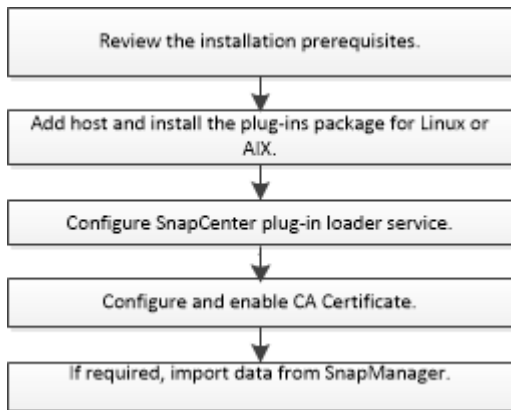 Review the installation prerequisites.
Add host and install the plug-ins package for Linux or
AIX.
Configure SnapCenter plug-in loader service.
Configure and enable CA Certificate.
If required, import data from SnapManager.